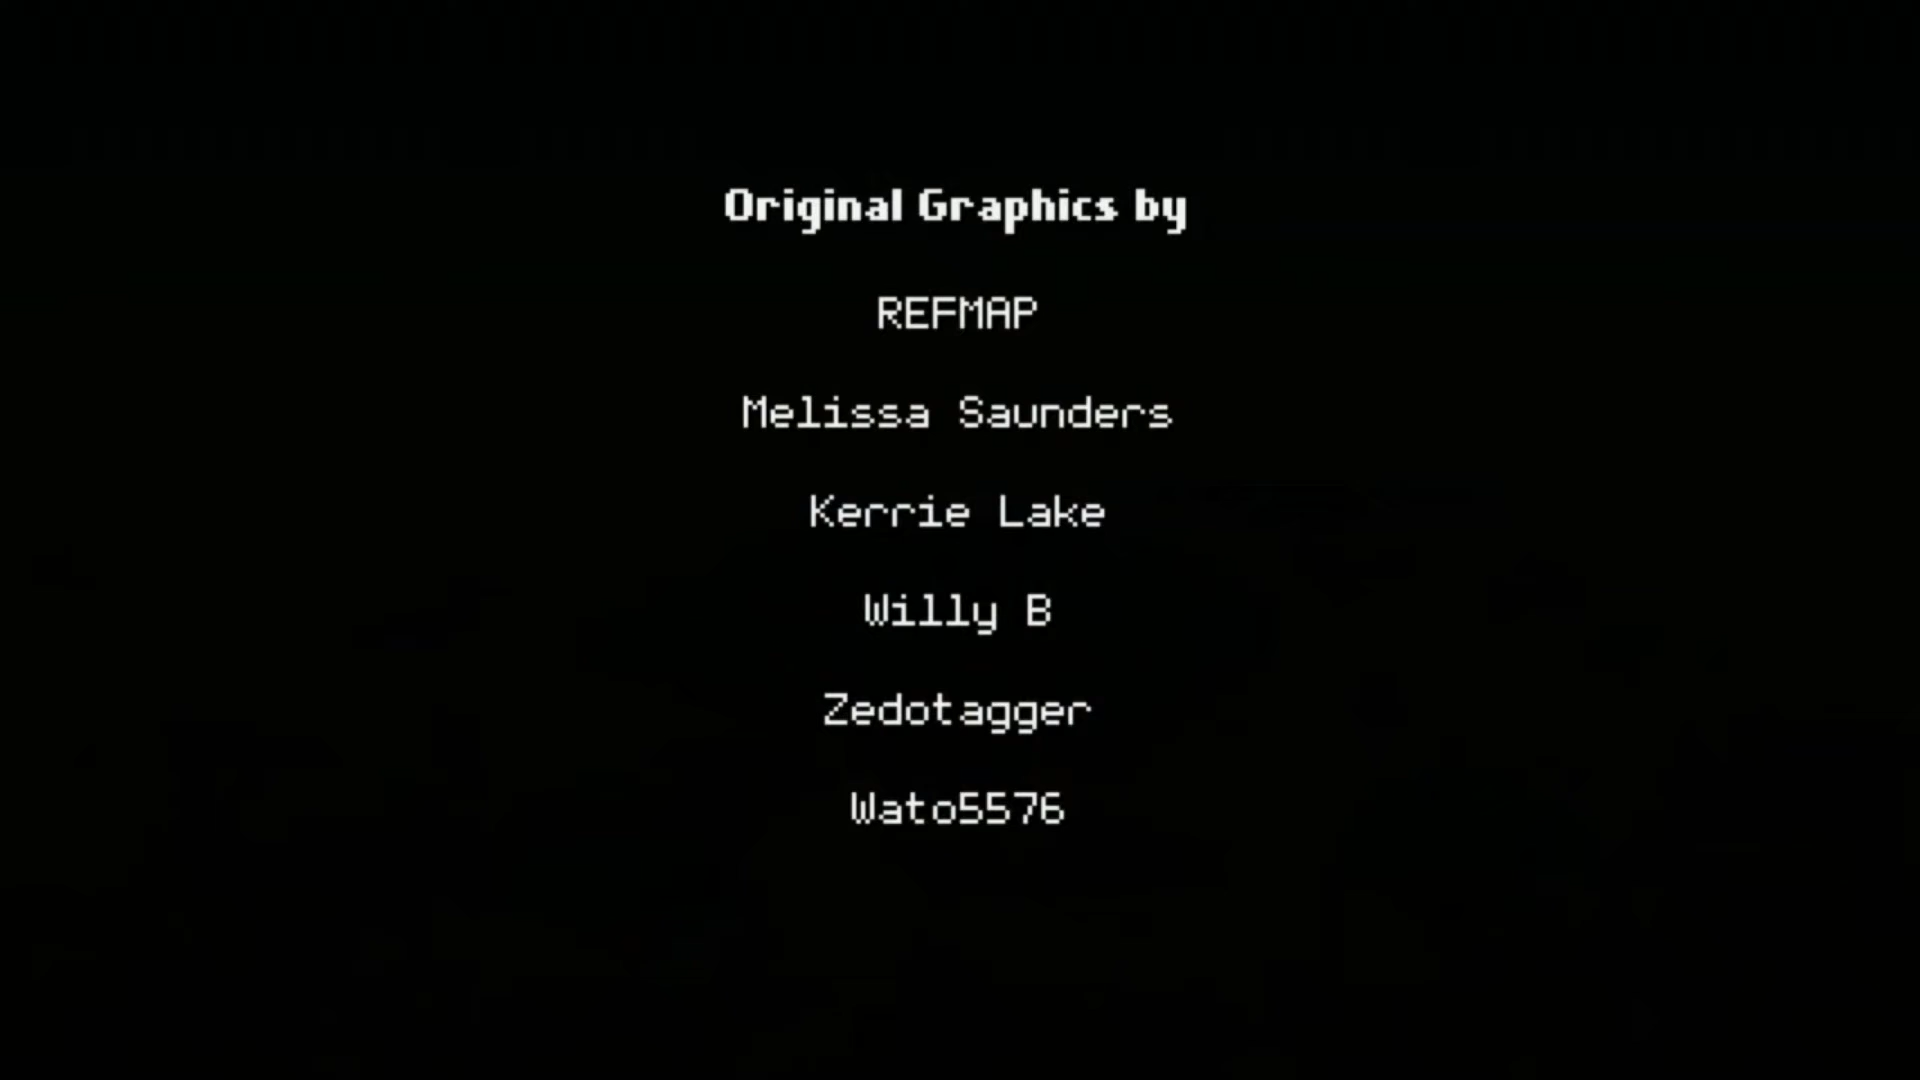 Original Graphics by
REFMAP
Melissa Saunders
Kerrie Lake
Willy B
Zedotagger
Wato5576